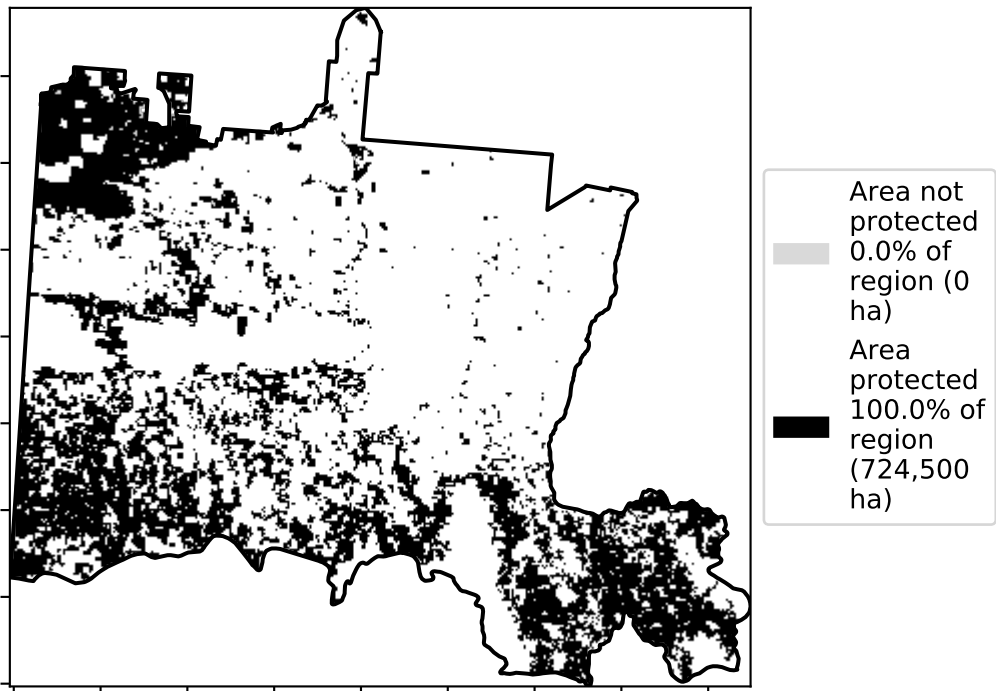 Area not
protected
0.0% of
region (0
ha)
Area
protected
100.0% of
region
(724,500
ha)